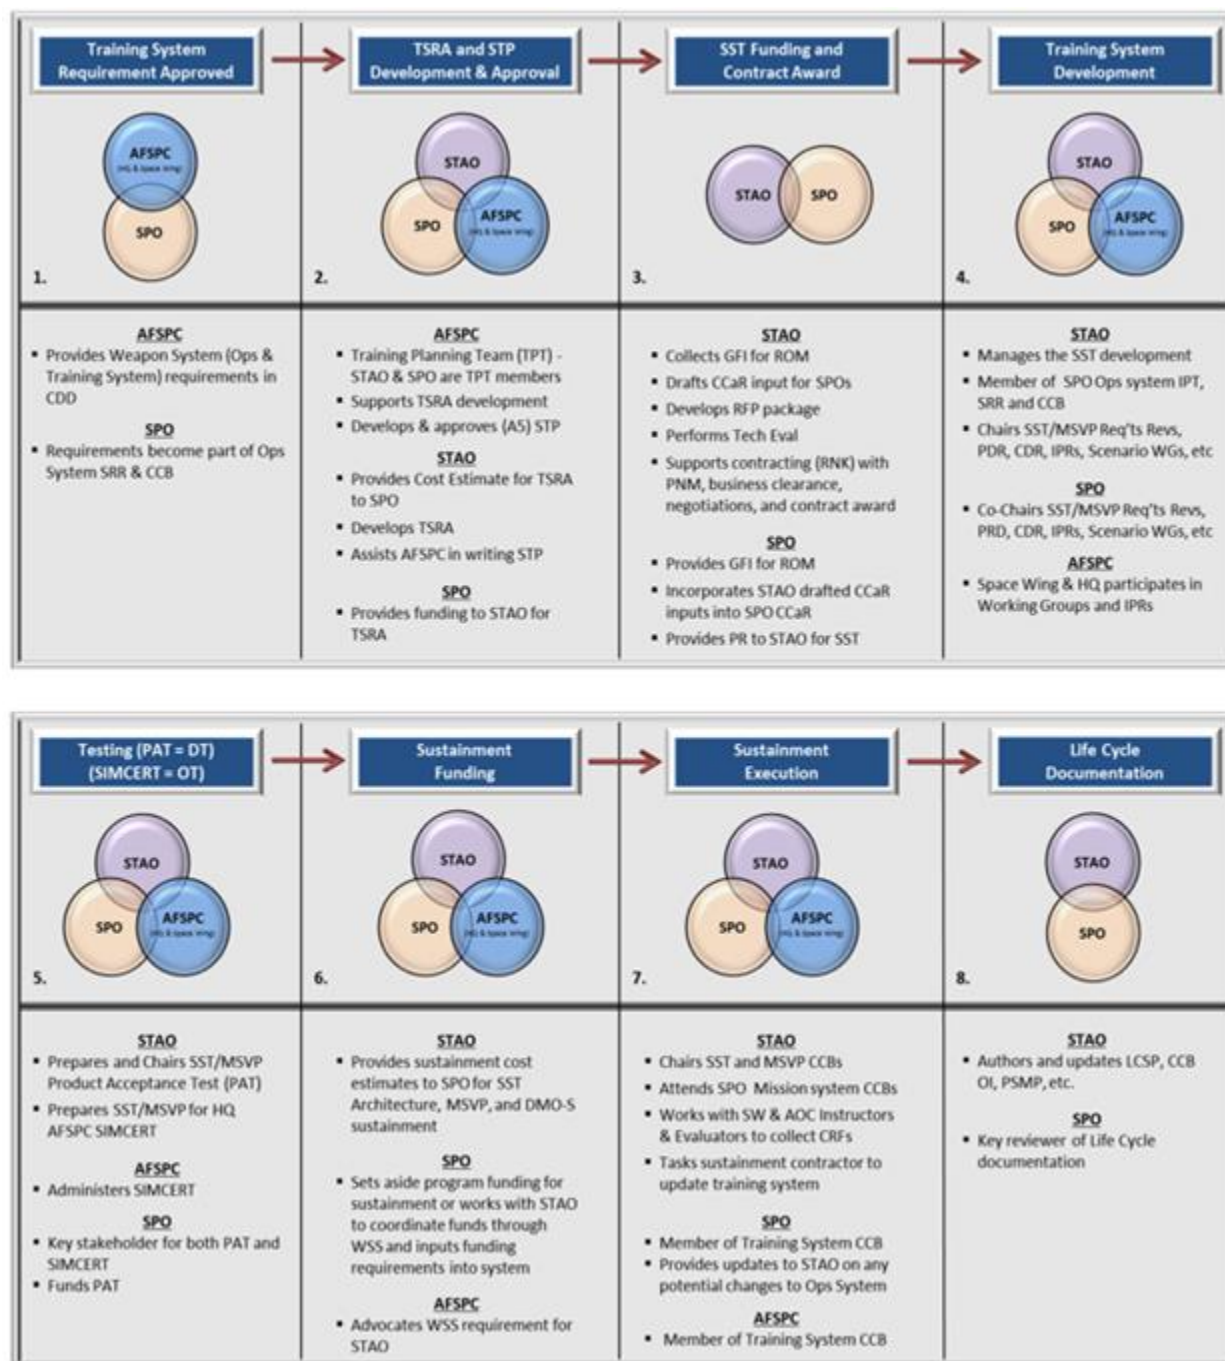 Training System
Requirement Approved
TSRA and STP
Development & Approval
SST Funding and
Contract Award
Training System
Development
AFSPC
(HQ & Space Wing)
SPO
1.
STAO
SPO
AFSPC
(HQ & Space Wing)
2.
STAO
SPO
3.
STAO
SPO
AFSPC
(HQ & Space Wing)
4.
AFSPC
▪ Provides Weapon System (Ops &
Training System) requirements in
CDD
SPO
▪ Requirements become part of Ops
System SRR & CCB
AFSPC
▪ Training Planning Team (TPT) -
STAO & SPO are TPT members
▪ Supports TSRA development
▪ Develops & approves (A5) STP
STAO
▪ Provides Cost Estimate for TSRA
to SPO
▪ Develops TSRA
▪ Assists AFSPC in writing STP
SPO
▪ Provides funding to STAO for
TSRA
STAO
▪ Collects GFI for ROM
▪ Drafts CCaR input for SPOs
▪ Develops RFP package
▪ Performs Tech Eval
▪ Supports contracting (RNK) with
PNM, business clearance,
negotiations, and contract award
SPO
▪ Provides GFI for ROM
▪ Incorporates STAO drafted CCaR
inputs into SPO CCaR
▪ Provides PR to STAO for SST
STAO
▪ Manages the SST development
▪ Member of SPO Ops system IPT,
SRR and CCB
▪ Chairs SST/MSVP Req'ts Revs,
PDR, CDR, IPRs, Scenario WGs, etc
SPO
▪ Co-Chairs SST/MSVP Req'ts Revs,
PRD, CDR, IPRs, Scenario WGs, etc
AFSPC
▪ Space Wing & HQ participates in
Working Groups and IPRs
Testing (PAT = DT)
(SIMCERT = OT)
Sustainment
Funding
Sustainment
Execution
Life Cycle
Documentation
STAO
SPO
AFSPC
(HQ & Space Wing)
5.
STAO
SPO
AFSPC
(HQ & Space Wing)
6.
STAO
SPO
AFSPC
(HQ & Space Wing)
7.
STAO
SPO
8.
STAO
▪ Prepares and Chairs SST/MSVP
Product Acceptance Test (PAT)
▪ Prepares SST/MSVP for HQ
AFSPC SIMCERT
AFSPC
▪ Administers SIMCERT
SPO
▪ Key stakeholder for both PAT and
SIMCERT
▪ Funds PAT
STAO
▪ Provides sustainment cost
estimates to SPO for SST
Architecture, MSVP, and DMO-S
sustainment
SPO
▪ Sets aside program funding for
sustainment or works with STAO
to coordinate funds through
WSS and inputs funding
requirements into system
AFSPC
▪ Advocates WSS requirement for
STAO
STAO
▪ Chairs SST and MSVP CCBs
▪ Attends SPO Mission system CCBs
▪ Works with SW & AOC Instructors
& Evaluators to collect CRFs
▪ Tasks sustainment contractor to
update training system
SPO
▪ Member of Training System CCB
▪ Provides updates to STAO on any
potential changes to Ops System
AFSPC
▪ Member of Training System CCB
STAO
▪ Authors and updates LCSP, CCB
OI, PSMP, etc.
SPO
▪ Key reviewer of Life Cycle
documentation